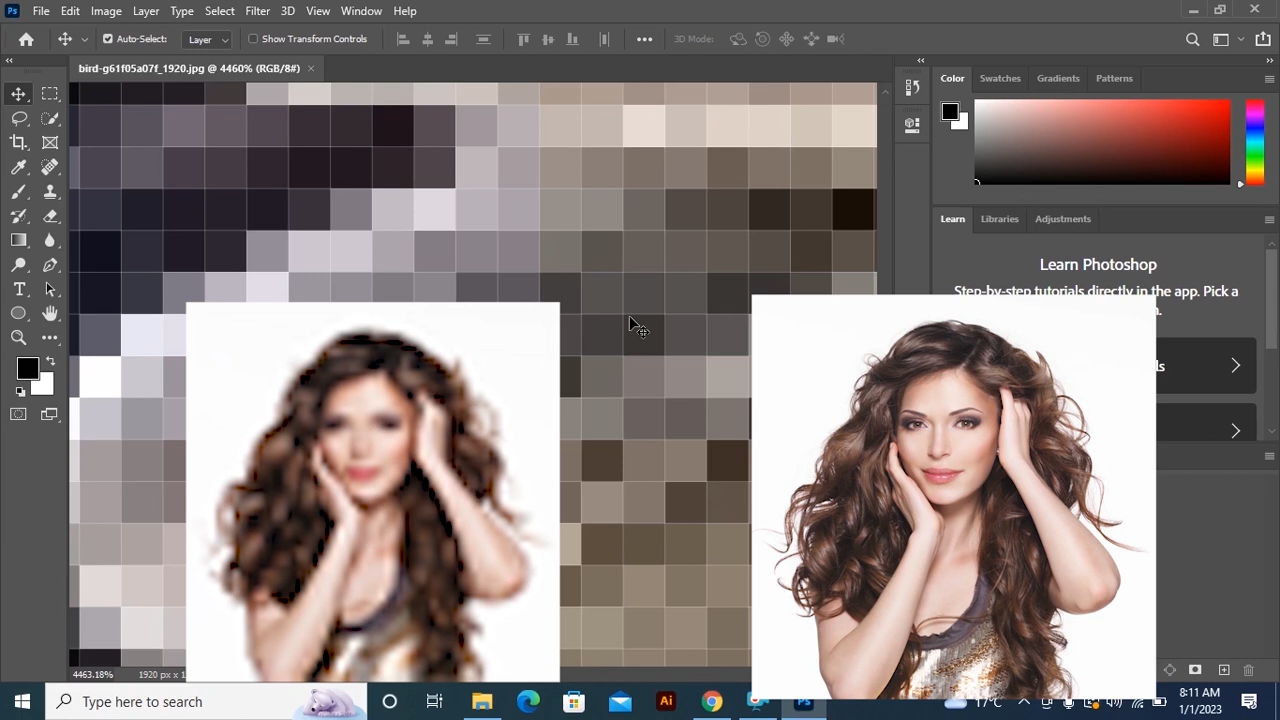 Ps File Edit Image Layer Type Select Filter 3D View Window Help
Auto-Select: Layer Show Transform Controls ••• 3D Mode:
bird-g61f05a07f_1920.jpg @ 4460% (RGB/8#)
Color Swatches Gradients Patterns
Learn Libraries Adjustments
Learn Photoshop
Step-by-step tutorials directly in the app. Pick a
4463.18% 1920 px x 1
Type here to search
Ai
Ps
17°C
8:11 AM
1/1/2023